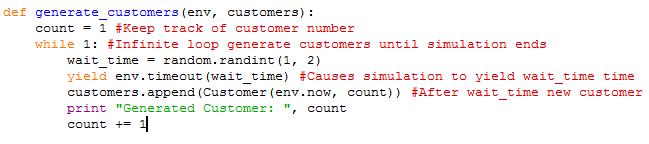 def generate_customers(env, customers):
    count = 1 #Keep track of customer number
    while 1: #Infinite loop generate customers until simulation ends
        wait_time = random.randint(1, 2)
        yield env.timeout(wait_time) #Causes simulation to yield wait_time time
        customers.append(Customer(env.now, count)) #After wait_time new customer
        print "Generated Customer: ", count
        count += 1